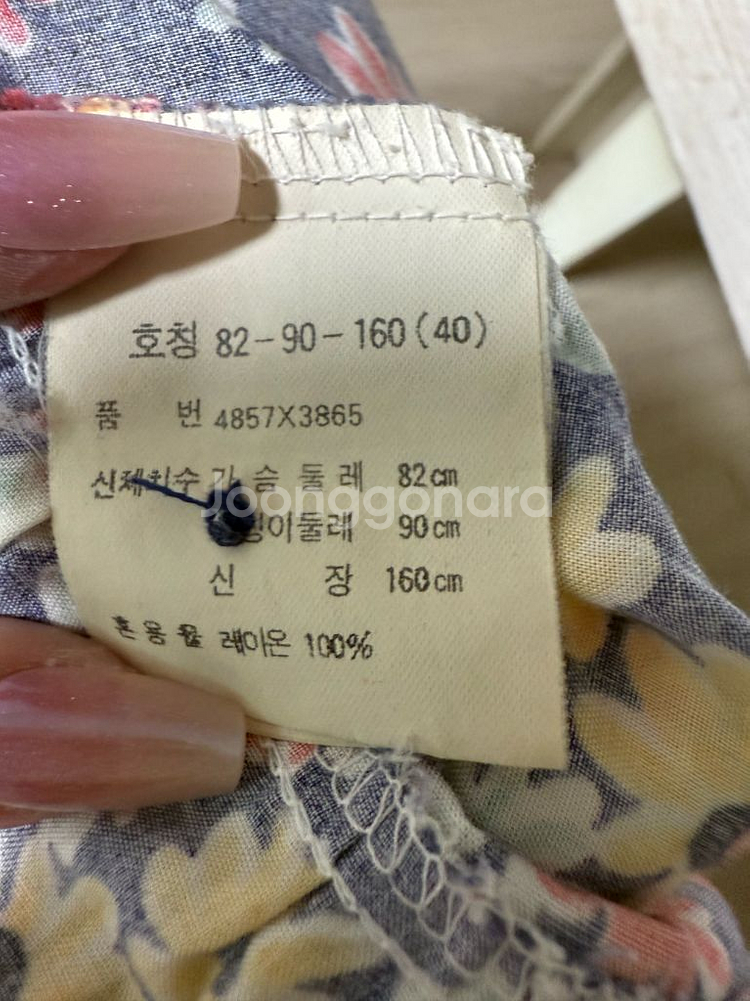 호칭 82-90-160(40)
품 번 4857X3865
신체치수 가 슴 둘 레 82cm
덩이둘레 90cm
신 장 160cm
혼용율 레이온 100%
Joonggonara